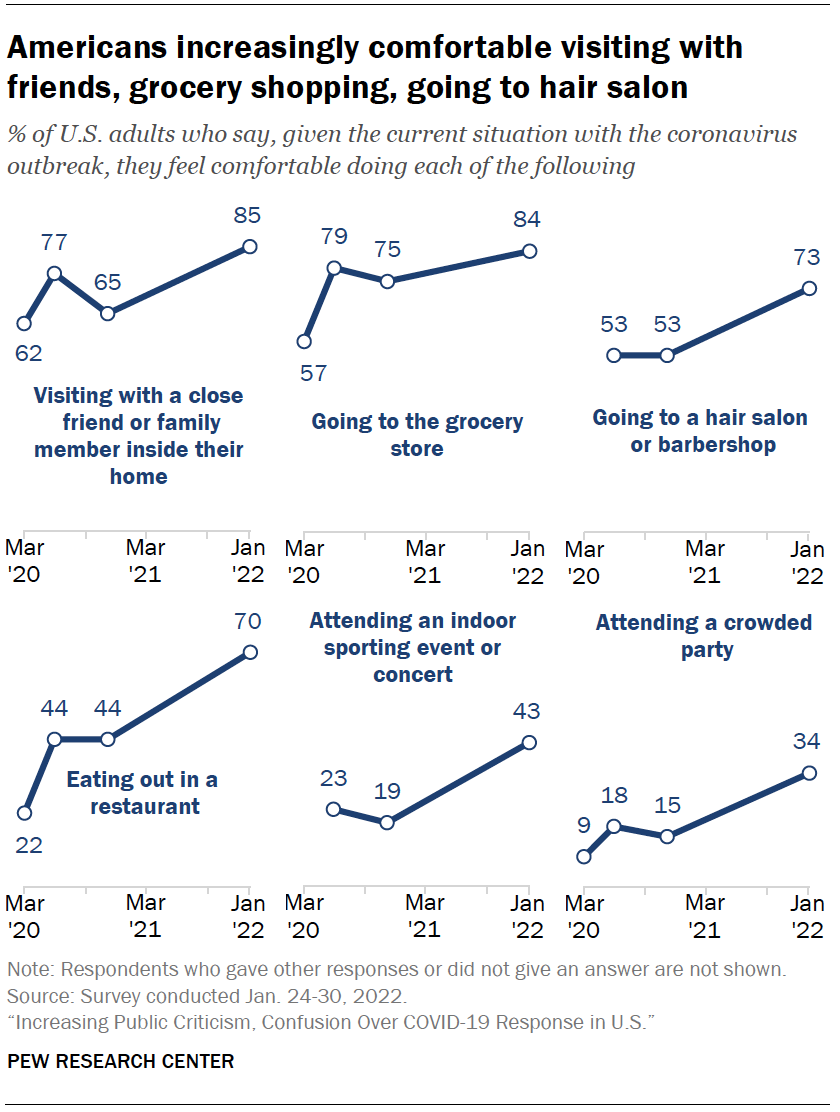 Americans increasingly comfortable visiting with
friends, grocery shopping, going to hair salon
% of U.S. adults who say, given the current situation with the coronavirus
outbreak, they feel comfortable doing each of the following
85
77
65
62
Visiting with a close
friend or family
member inside their
home
Mar
'20
Mar
'21
Jan
'22
84
79
75
57
Going to the grocery
store
Mar
'20
Mar
'21
Jan
'22
73
53
53
Going to a hair salon
or barbershop
Mar
'20
Mar
'21
Jan
'22
70
44
44
22
Eating out in a
restaurant
Mar
'20
Mar
'21
Jan
'22
Attending an indoor
sporting event or
concert
43
23
19
Mar
'20
Mar
'21
Jan
'22
Attending a crowded
party
34
18
15
9
Mar
'20
Mar
'21
Jan
'22
Note: Respondents who gave other responses or did not give an answer are not shown.
Source: Survey conducted Jan. 24-30, 2022.
“Increasing Public Criticism, Confusion Over COVID-19 Response in U.S.”
PEW RESEARCH CENTER